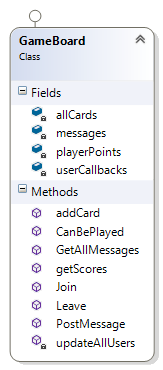 GameBoard
Class
Fields
allCards
messages
playerPoints
userCallbacks
Methods
addCard
CanBePlayed
GetAllMessages
getScores
Join
Leave
PostMessage
updateAllUsers